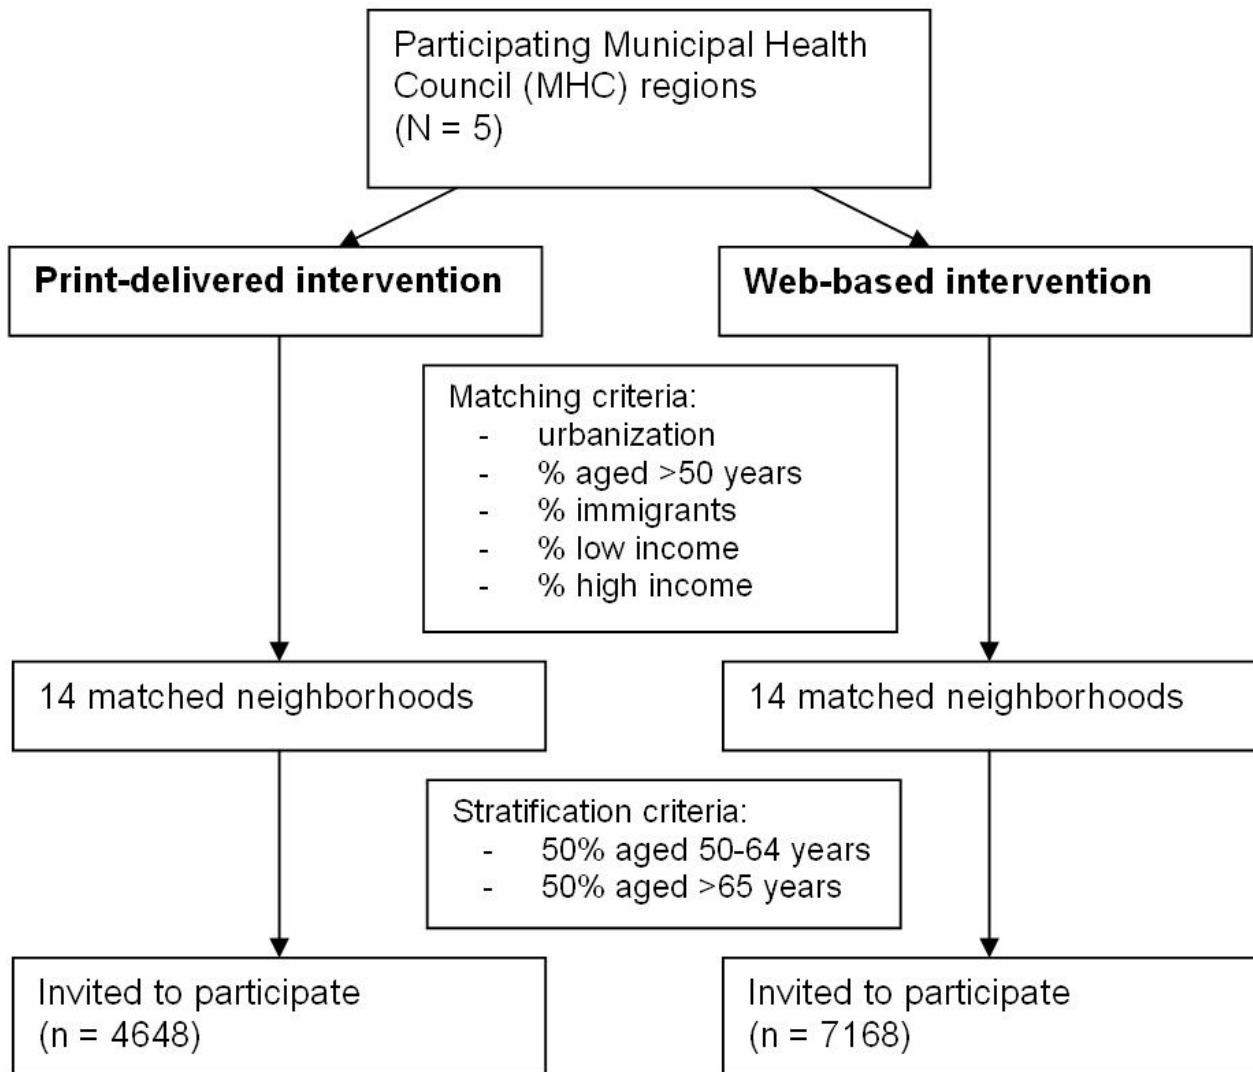 Participating Municipal Health
Council (MHC) regions
(N = 5)
Print-delivered intervention
Web-based intervention
Matching criteria:
- urbanization
- % aged >50 years
- % immigrants
- % low income
- % high income
14 matched neighborhoods
14 matched neighborhoods
Stratification criteria:
- 50% aged 50-64 years
- 50% aged >65 years
Invited to participate
(n = 4648)
Invited to participate
(n = 7168)